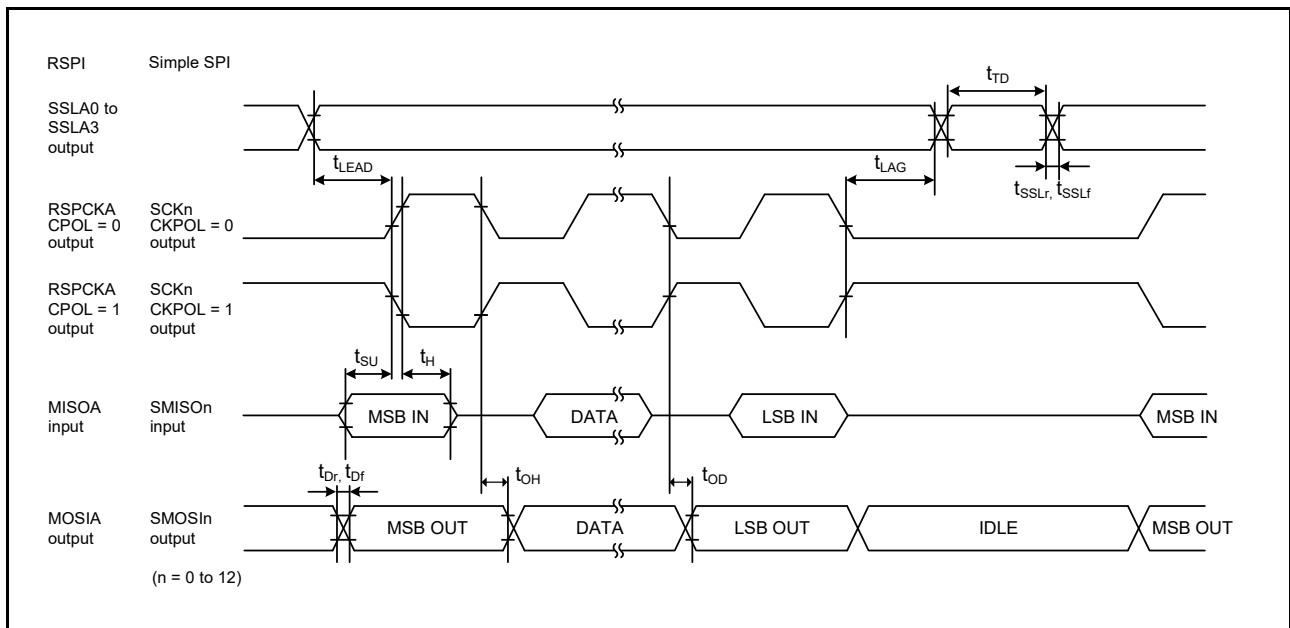 RSPI Simple SPI
tTD
SSLA0 to
SSLA3
output
tLEAD
tLAG
tSSLr, tSSLf
RSPCKA SCKn
CPOL = 0 CKPOL = 0
output output
RSPCKA SCKn
CPOL = 1 CKPOL = 1
output output
tSU tH
MISOA SMISOn
input input
MSB IN DATA LSB IN MSB IN
tDr, tDf tOH tOD
MOSIA SMOSIn
output output
MSB OUT DATA LSB OUT IDLE MSB OUT
(n = 0 to 12)